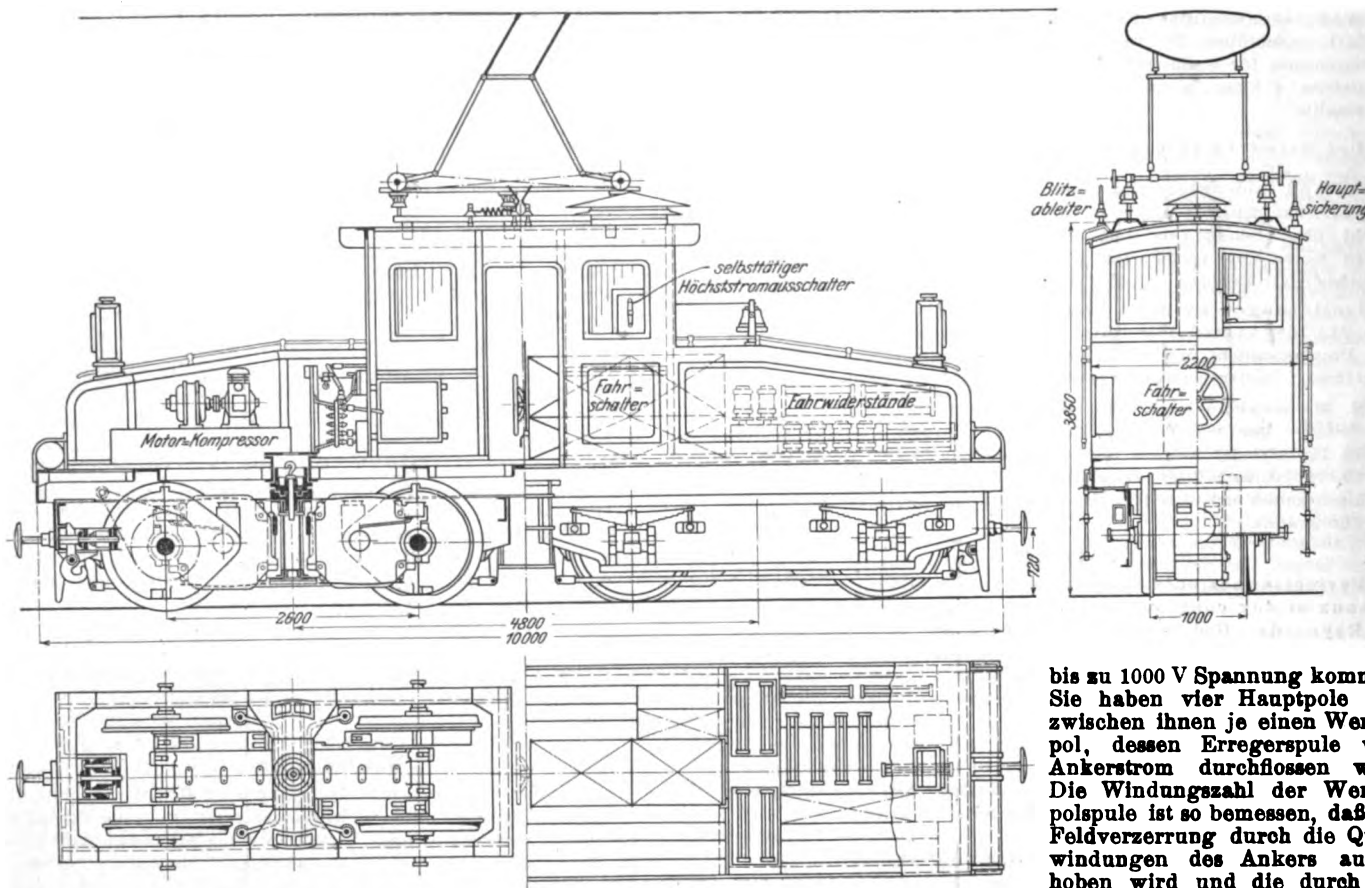 Blitz=
ableiter
Haupt=
sicherung
selbsttätiger
Höchststromausschalter
Fahr=
schalter
Fahrwiderstände
Motor=Kompressor
2200
Fahr=
schalter
3850
720
2600
4800
10000
1000
bis zu 1000 V Spannung komm
Sie haben vier Hauptpole
zwischen ihnen je einen Wen
pol, dessen Erregerspule v
Ankerstrom durchflossen w
Die Windungszahl der Wen
polspule ist so bemessen, daß
Feldverzerrung durch die Qu
windungen des Ankers au
hoben wird und die durch